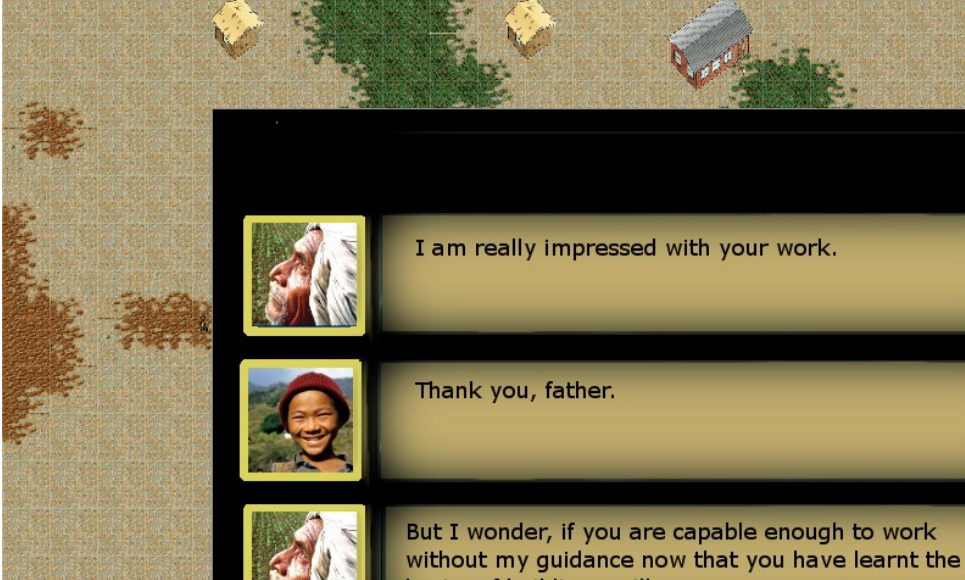 I am really impressed with your work.
Thank you, father.
But I wonder, if you are capable enough to work
without my guidance now that you have learnt the